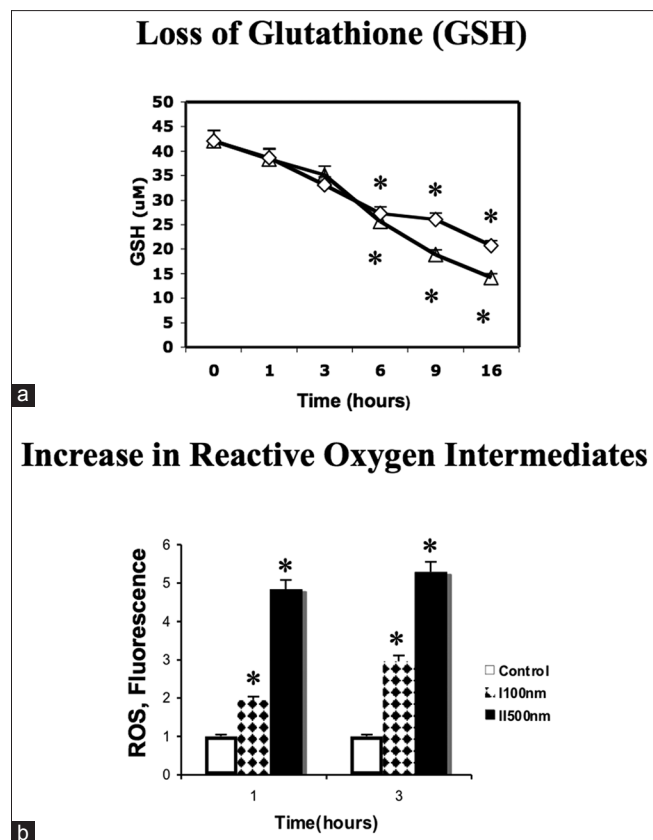 Loss of Glutathione (GSH)
50
45
40
35
30
25
20
15
10
5
0
GSH (uM)
* * *
* * *
0 1 3 6 9 16
Time (hours)
a
Increase in Reactive Oxygen Intermediates
6
5
4
3
2
1
0
ROS, Fluorescence
* * * *
Control
I100nm
II500nm
1 3
Time(hours)
b